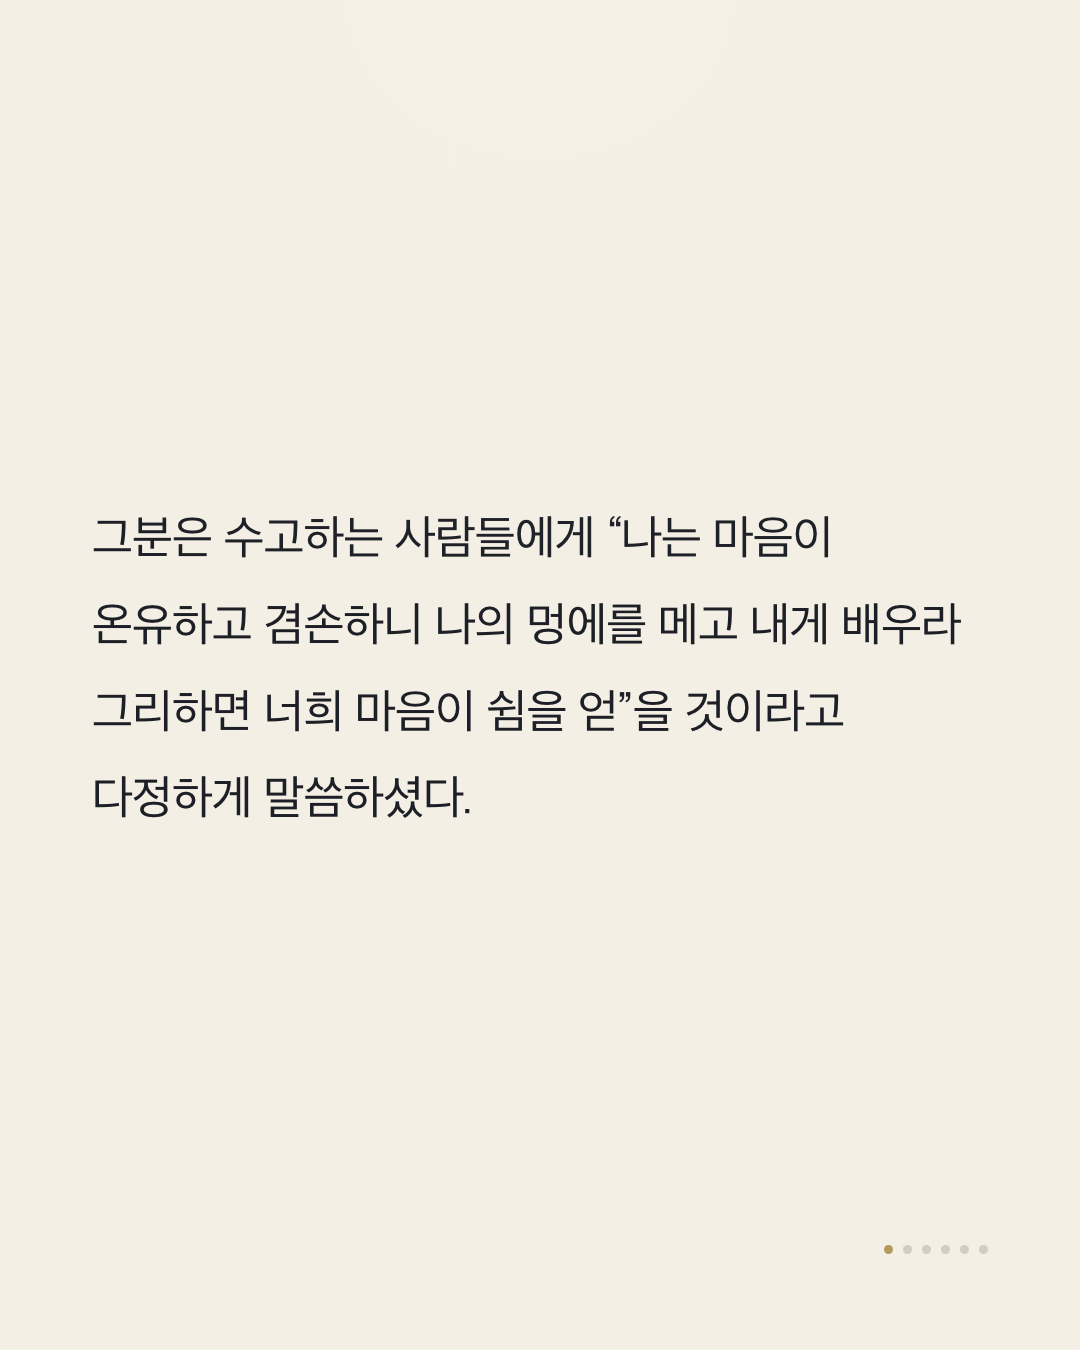 그분은 수고하는 사람들에게 “나는 마음이
온유하고 겸손하니 나의 멍에를 메고 내게 배우라
그리하면 너희 마음이 쉼을 얻”을 것이라고
다정하게 말씀하셨다.